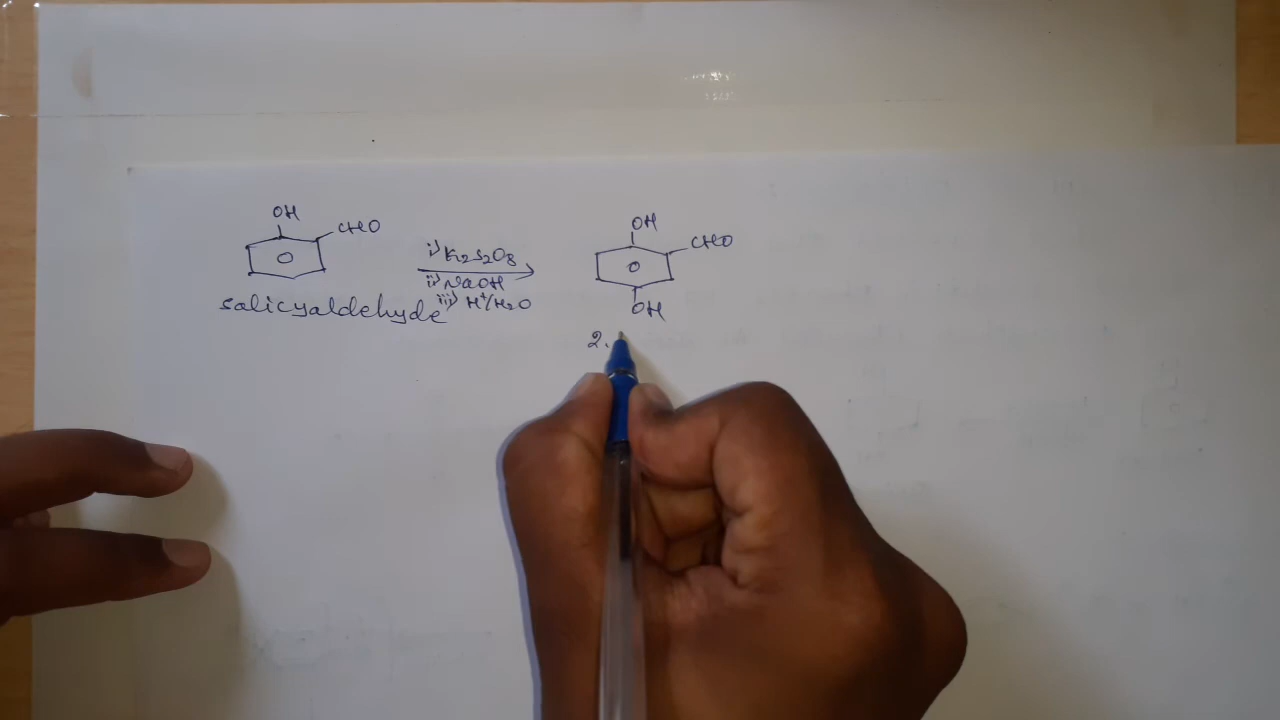 OH
CHO
i) K2S2O8
ii) NaOH
iii) H+/H2O
salicyaldehyde
OH
CHO
OH
2.